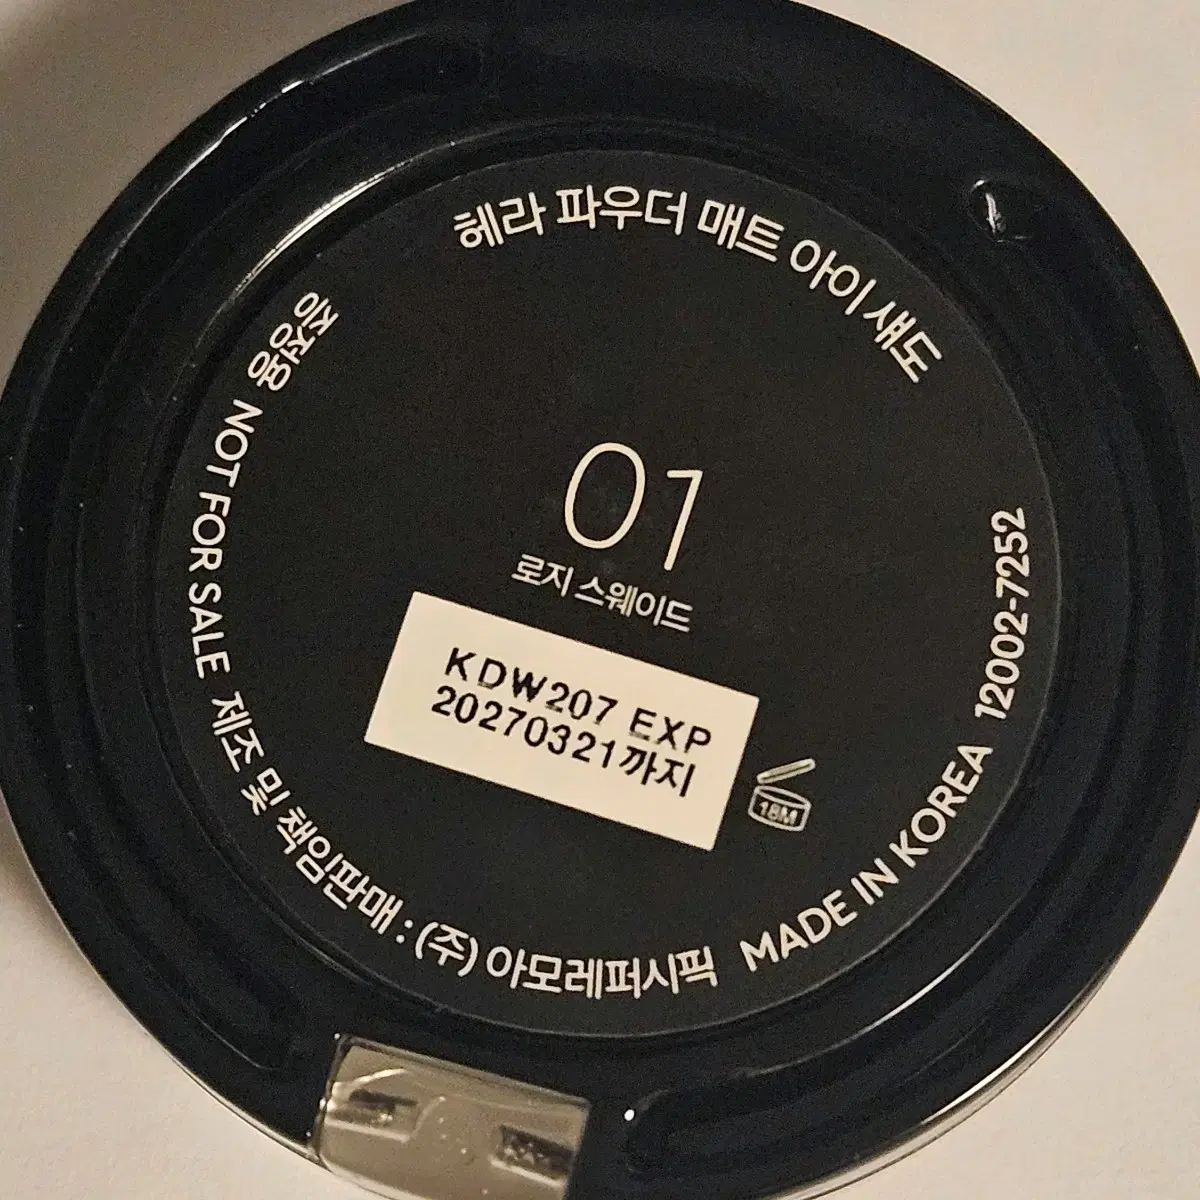 헤라 파우더 매트 아이 섀도
01
로지 스웨이드
KDW207 EXP
20270321까지
18M
증정용 NOT FOR SALE 제조 및 책임판매 : (주) 아모레퍼시픽 MADE IN KOREA 12002-7252